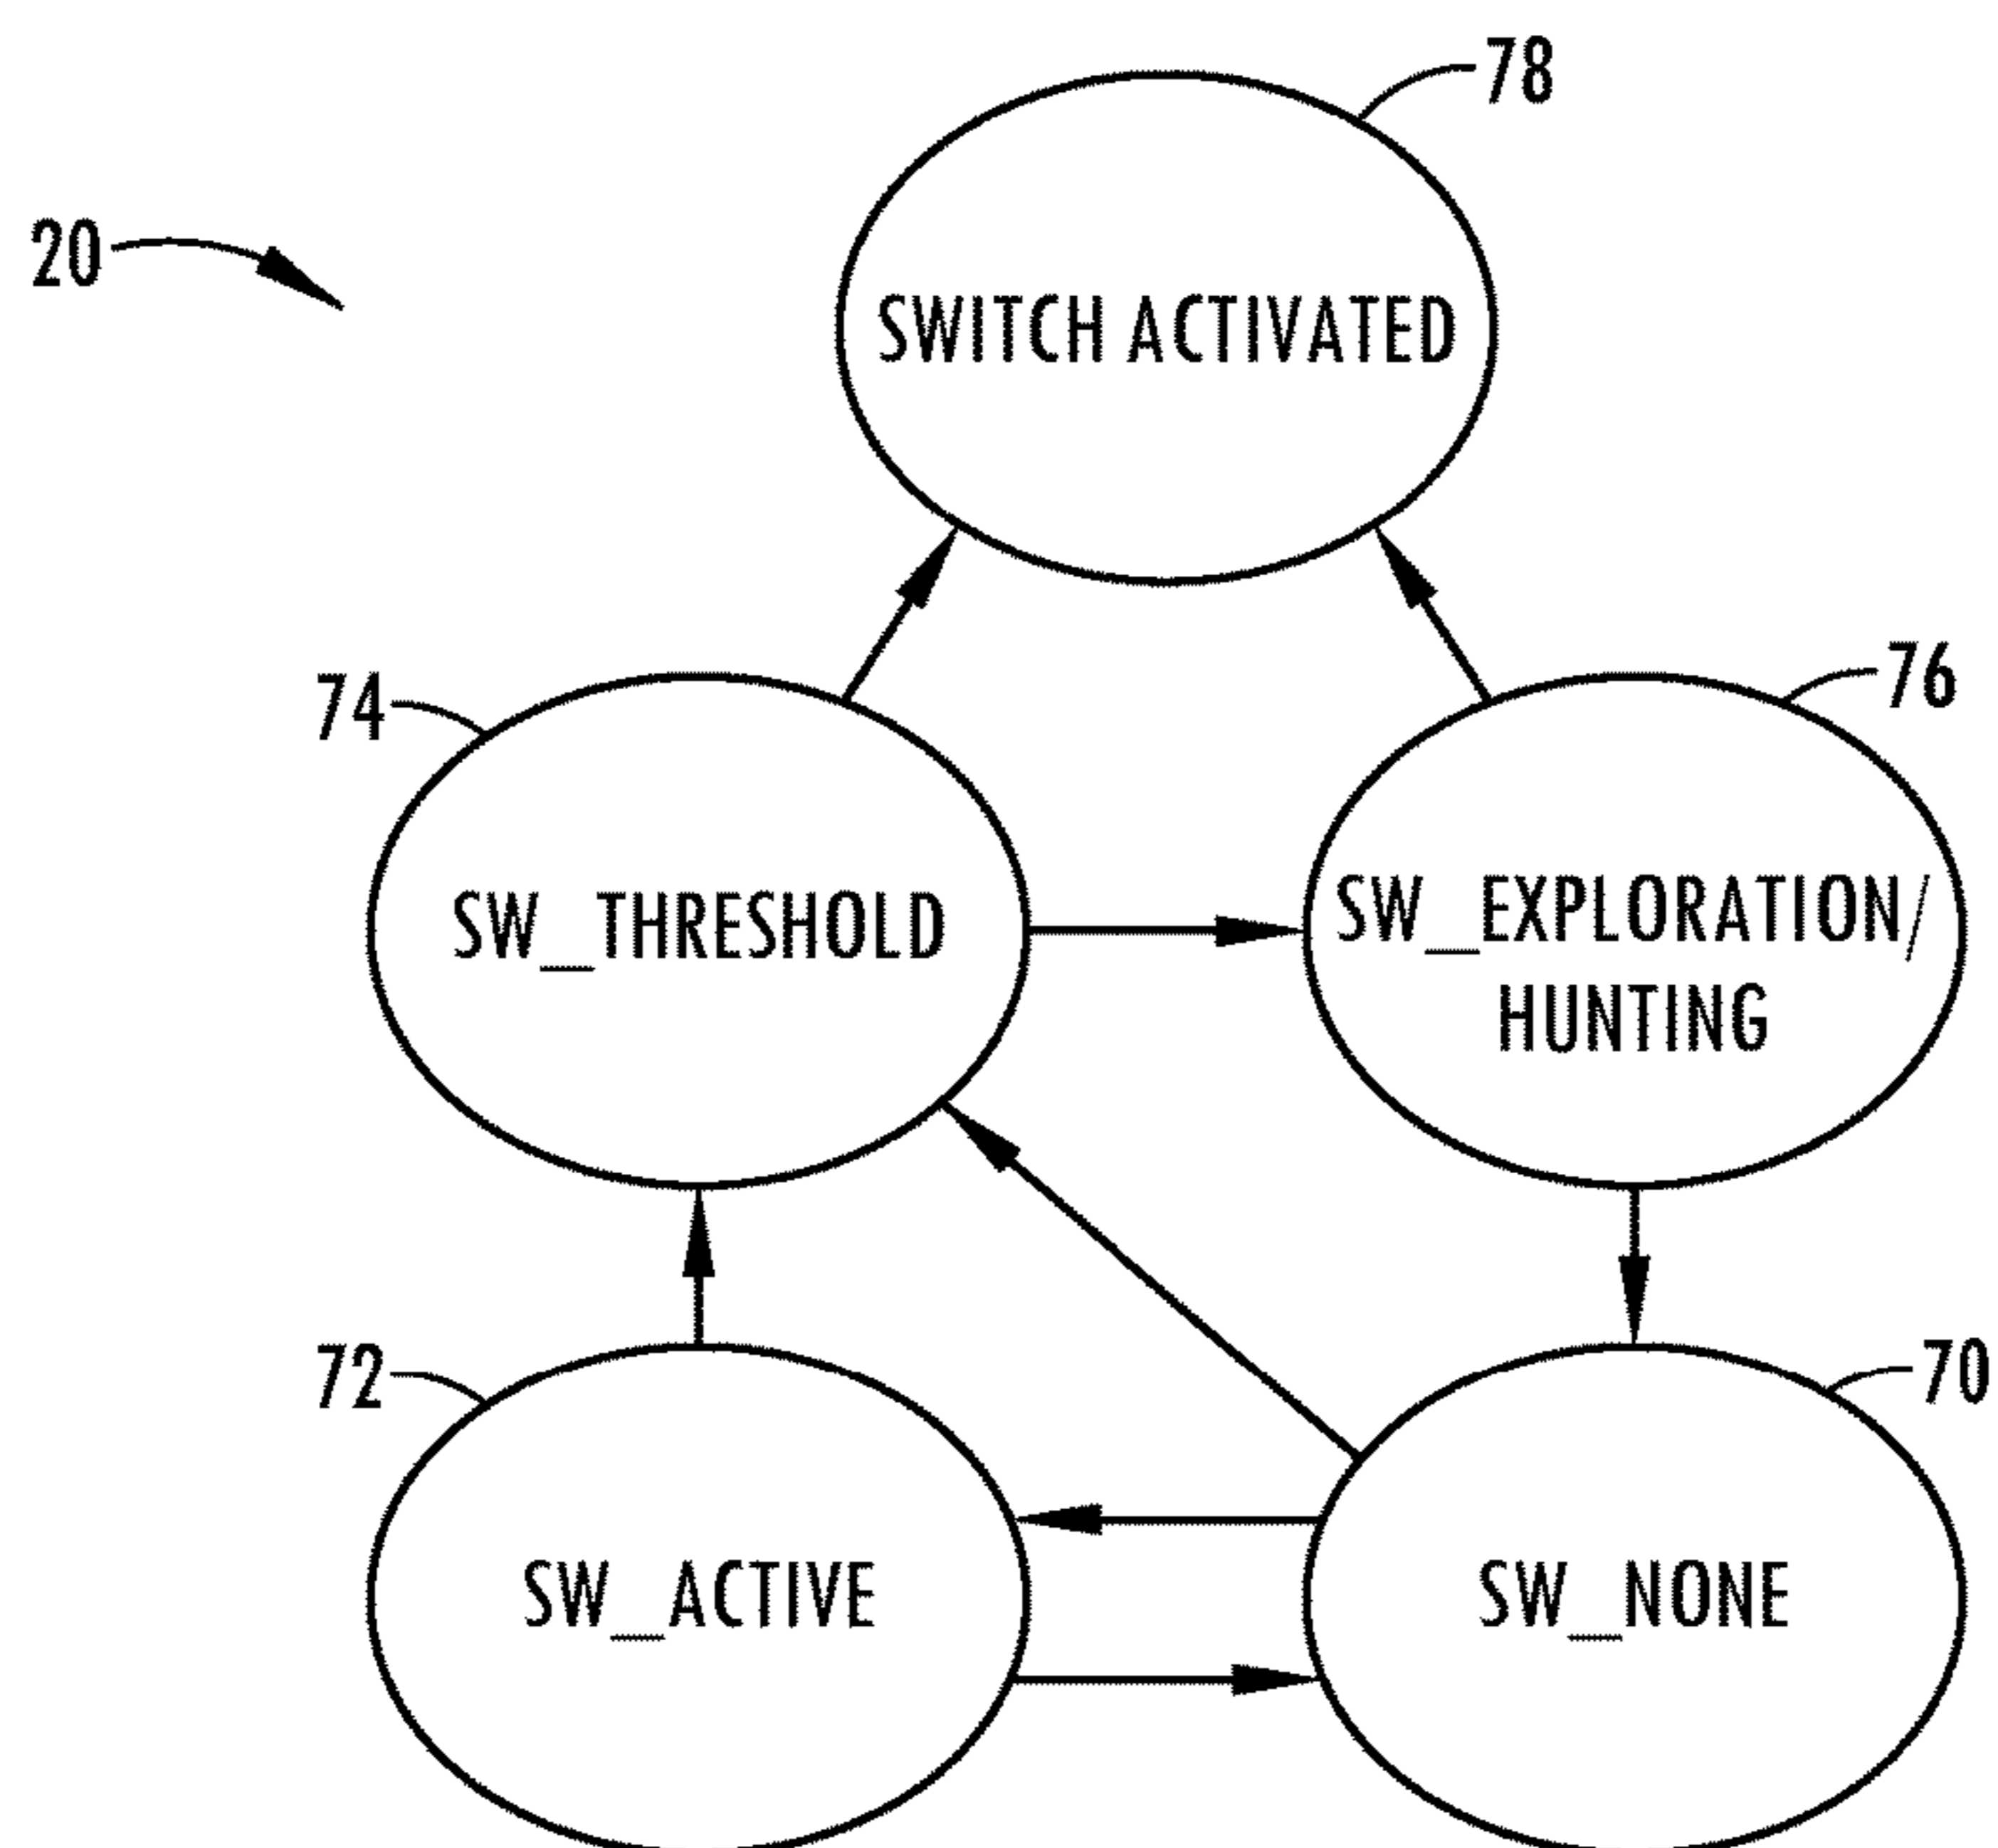 78
20
SWITCH ACTIVATED
74
76
SW_THRESHOLD
SW_EXPLORATION/
HUNTING
72
70
SW_ACTIVE
SW_NONE